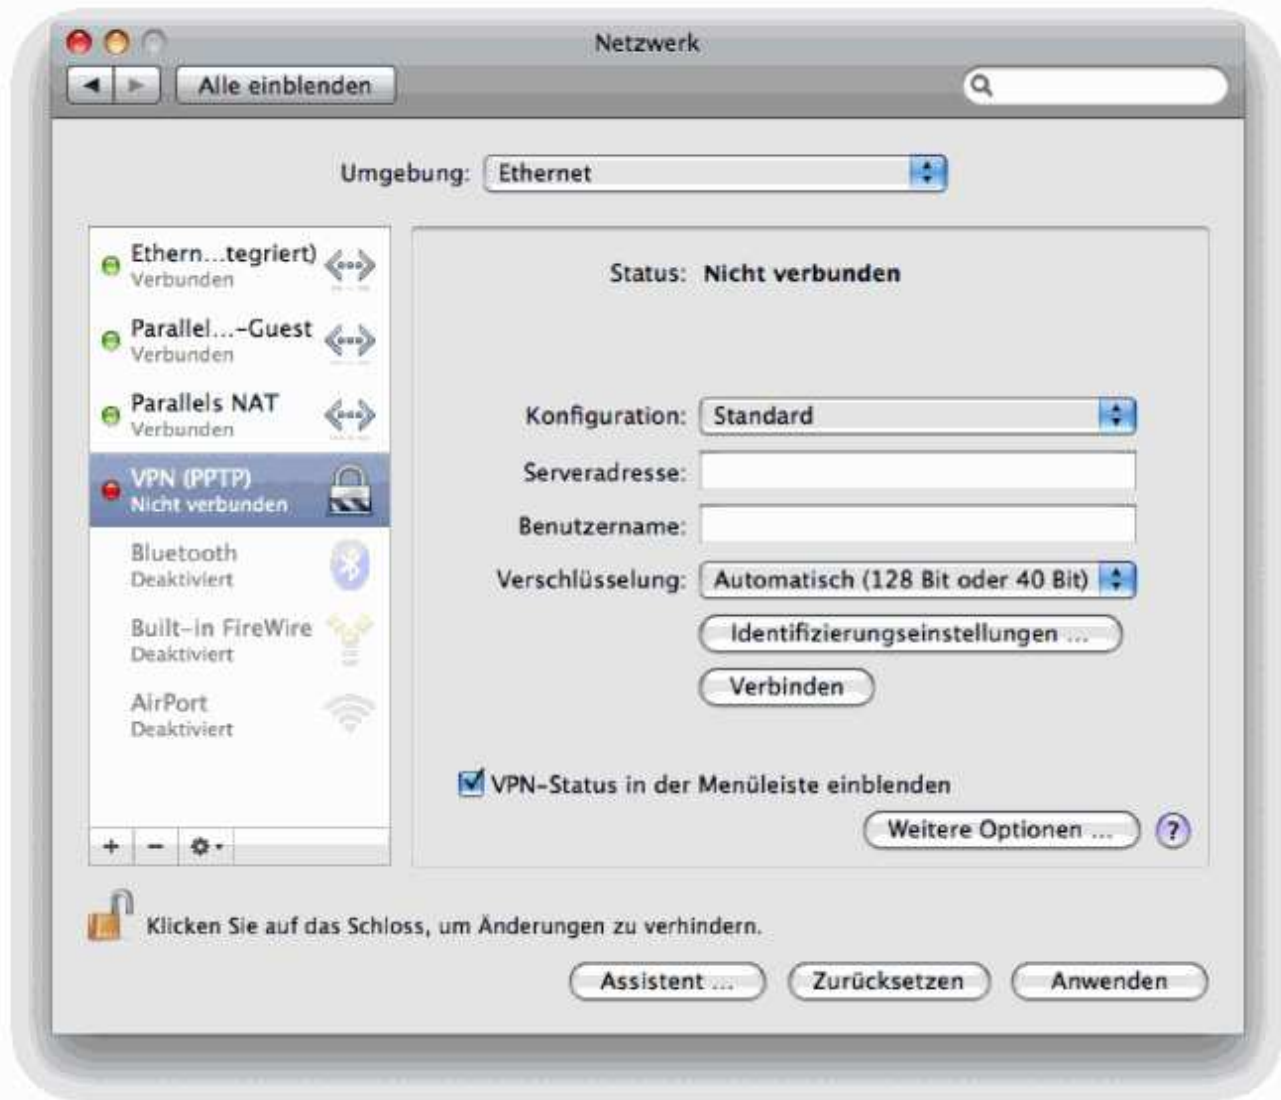 Netzwerk
Alle einblenden
Umgebung: Ethernet
Ethern...tegriert)
Verbunden
Parallel...-Guest
Verbunden
Parallels NAT
Verbunden
VPN (PPTP)
Nicht verbunden
Bluetooth
Deaktiviert
Built-in FireWire
Deaktiviert
AirPort
Deaktiviert
Status: Nicht verbunden
Konfiguration: Standard
Serveradresse:
Benutzername:
Verschlüsselung: Automatisch (128 Bit oder 40 Bit)
Identifizierungseinstellungen ...
Verbinden
VPN-Status in der Menüleiste einblenden
Weitere Optionen ... ?
Klicken Sie auf das Schloss, um Änderungen zu verhindern.
Assistent ... Zurücksetzen Anwenden